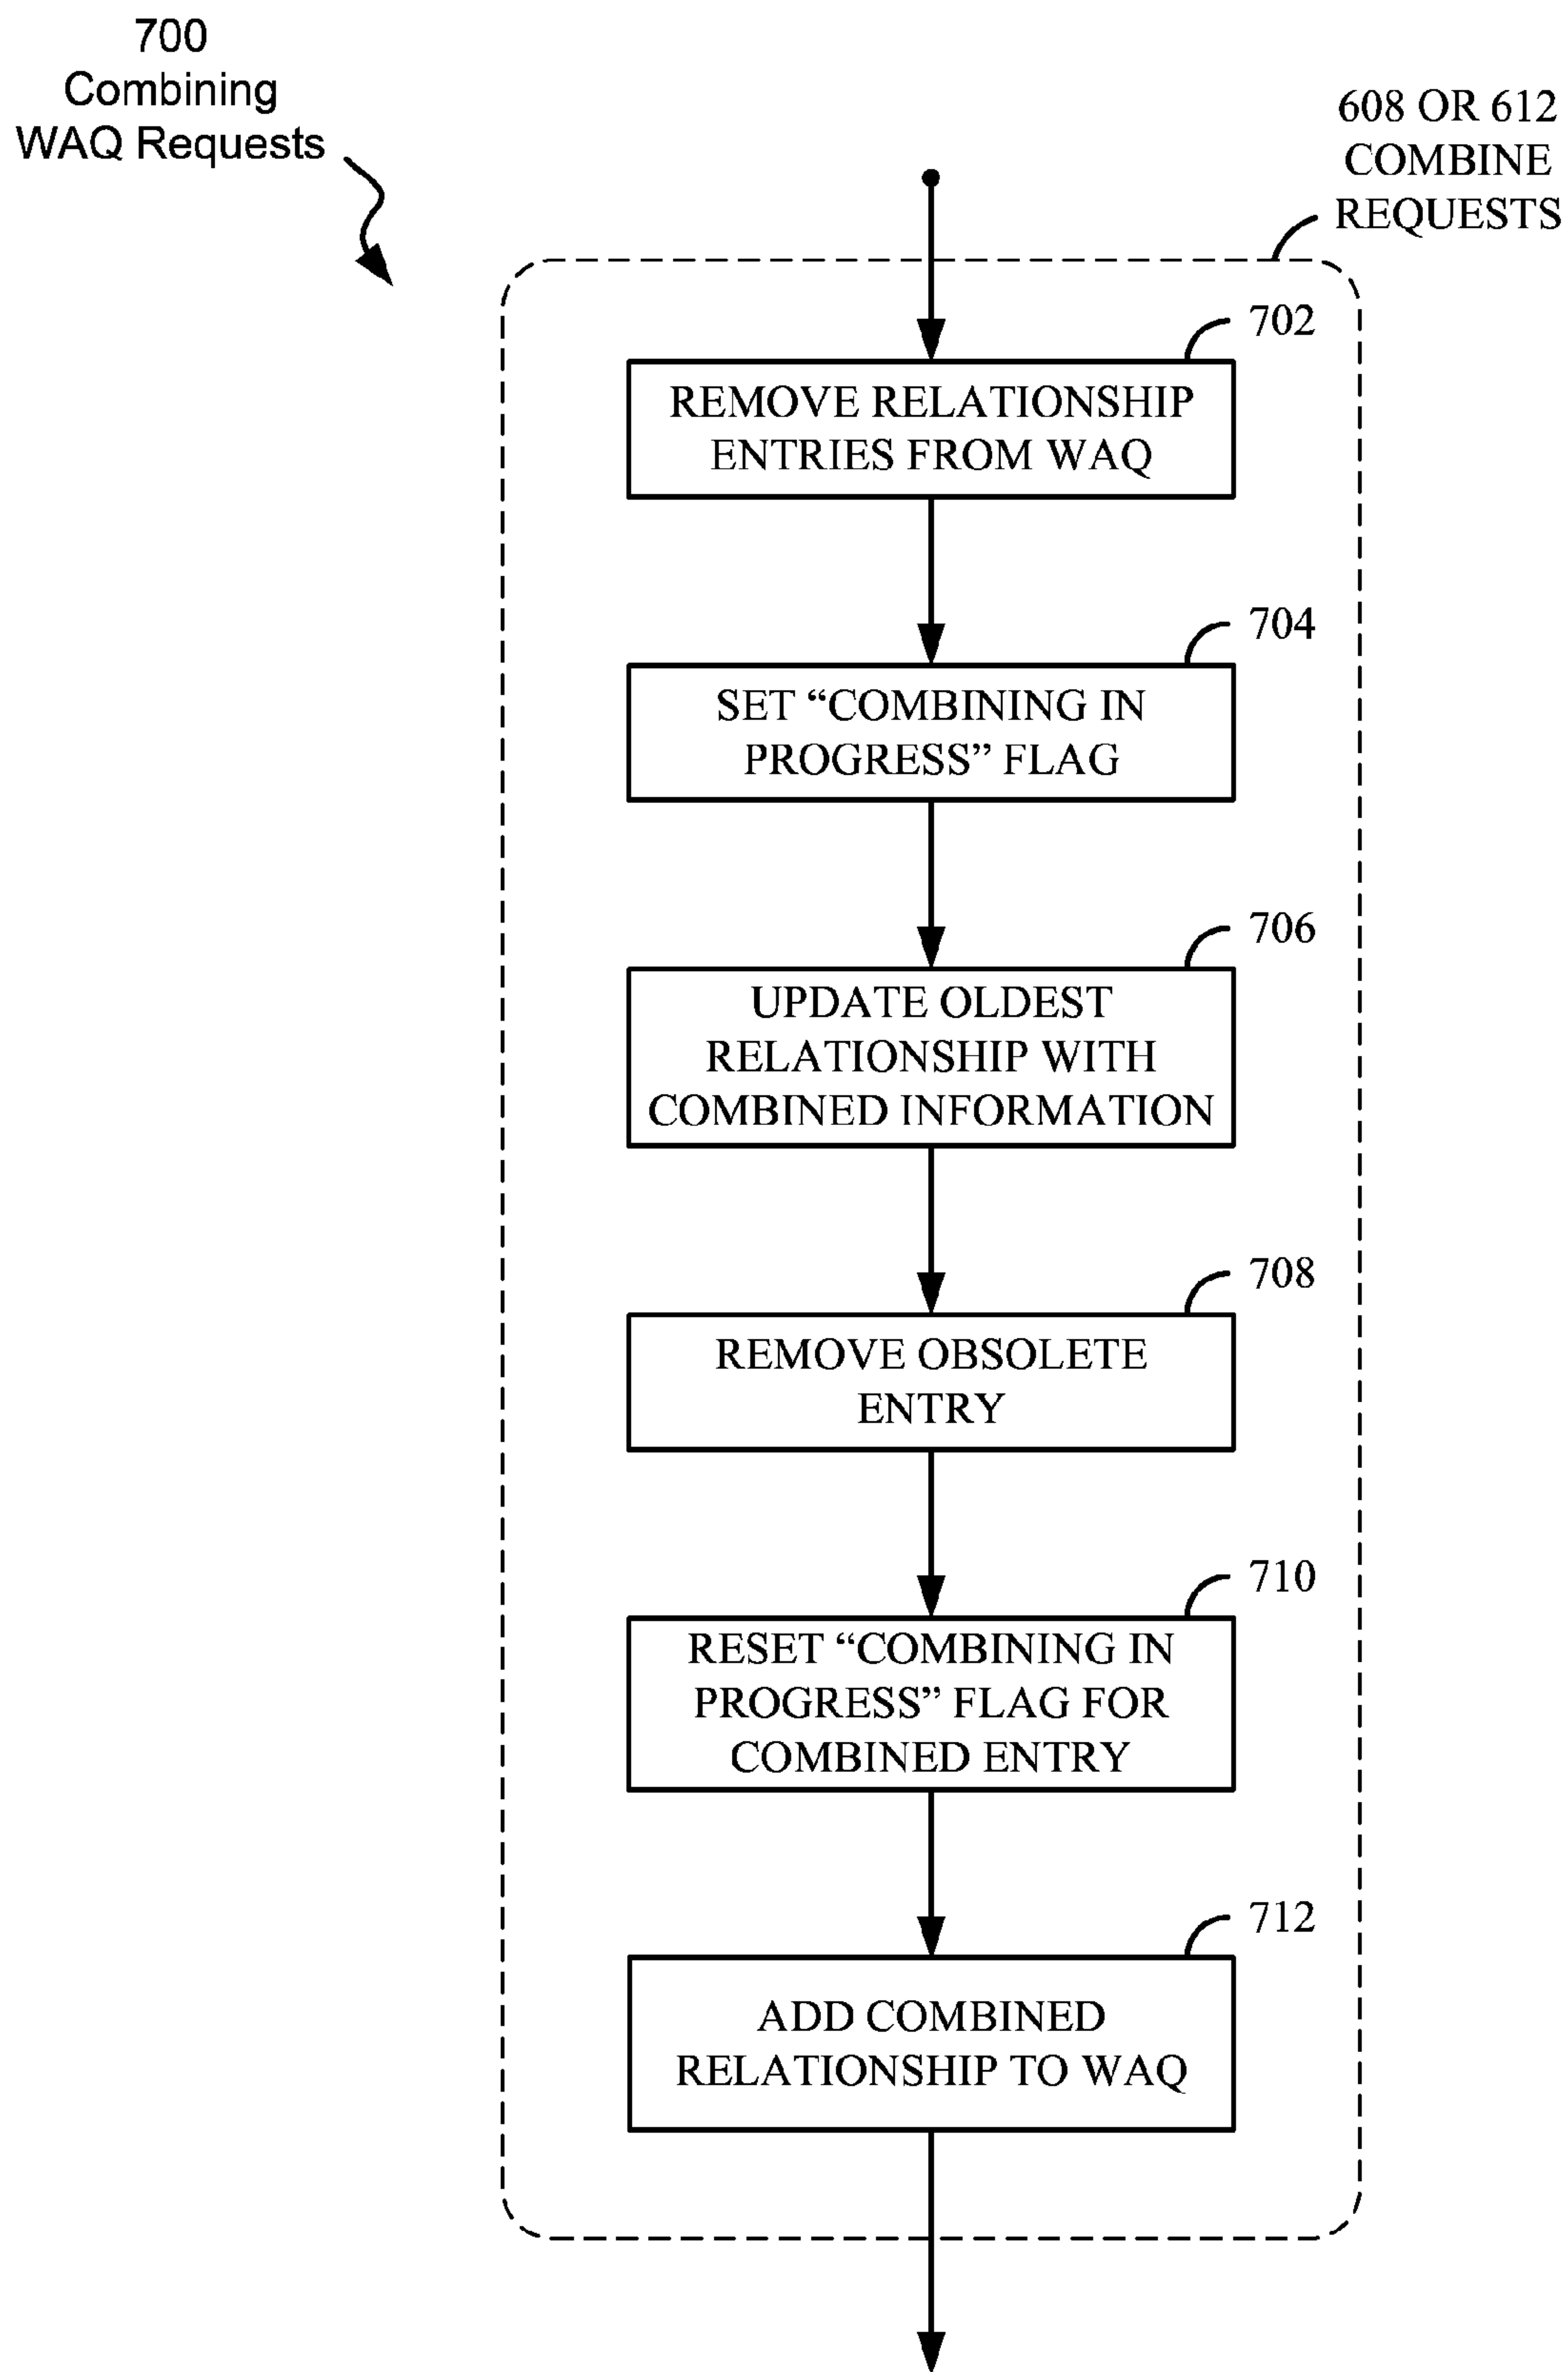 700
Combining
WAQ Requests
608 OR 612
COMBINE
REQUESTS
702
REMOVE RELATIONSHIP
ENTRIES FROM WAQ
704
SET “COMBINING IN
PROGRESS” FLAG
706
UPDATE OLDEST
RELATIONSHIP WITH
COMBINED INFORMATION
708
REMOVE OBSOLETE
ENTRY
710
RESET “COMBINING IN
PROGRESS” FLAG FOR
COMBINED ENTRY
712
ADD COMBINED
RELATIONSHIP TO WAQ